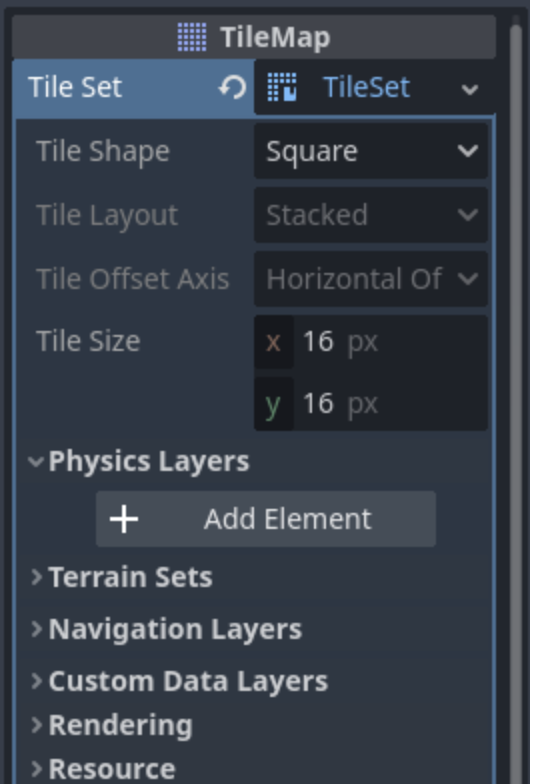 TileMap
Tile Set TileSet
Tile Shape Square
Tile Layout Stacked
Tile Offset Axis Horizontal Of
Tile Size x 16 px
y 16 px
Physics Layers
+ Add Element
Terrain Sets
Navigation Layers
Custom Data Layers
Rendering
Resource